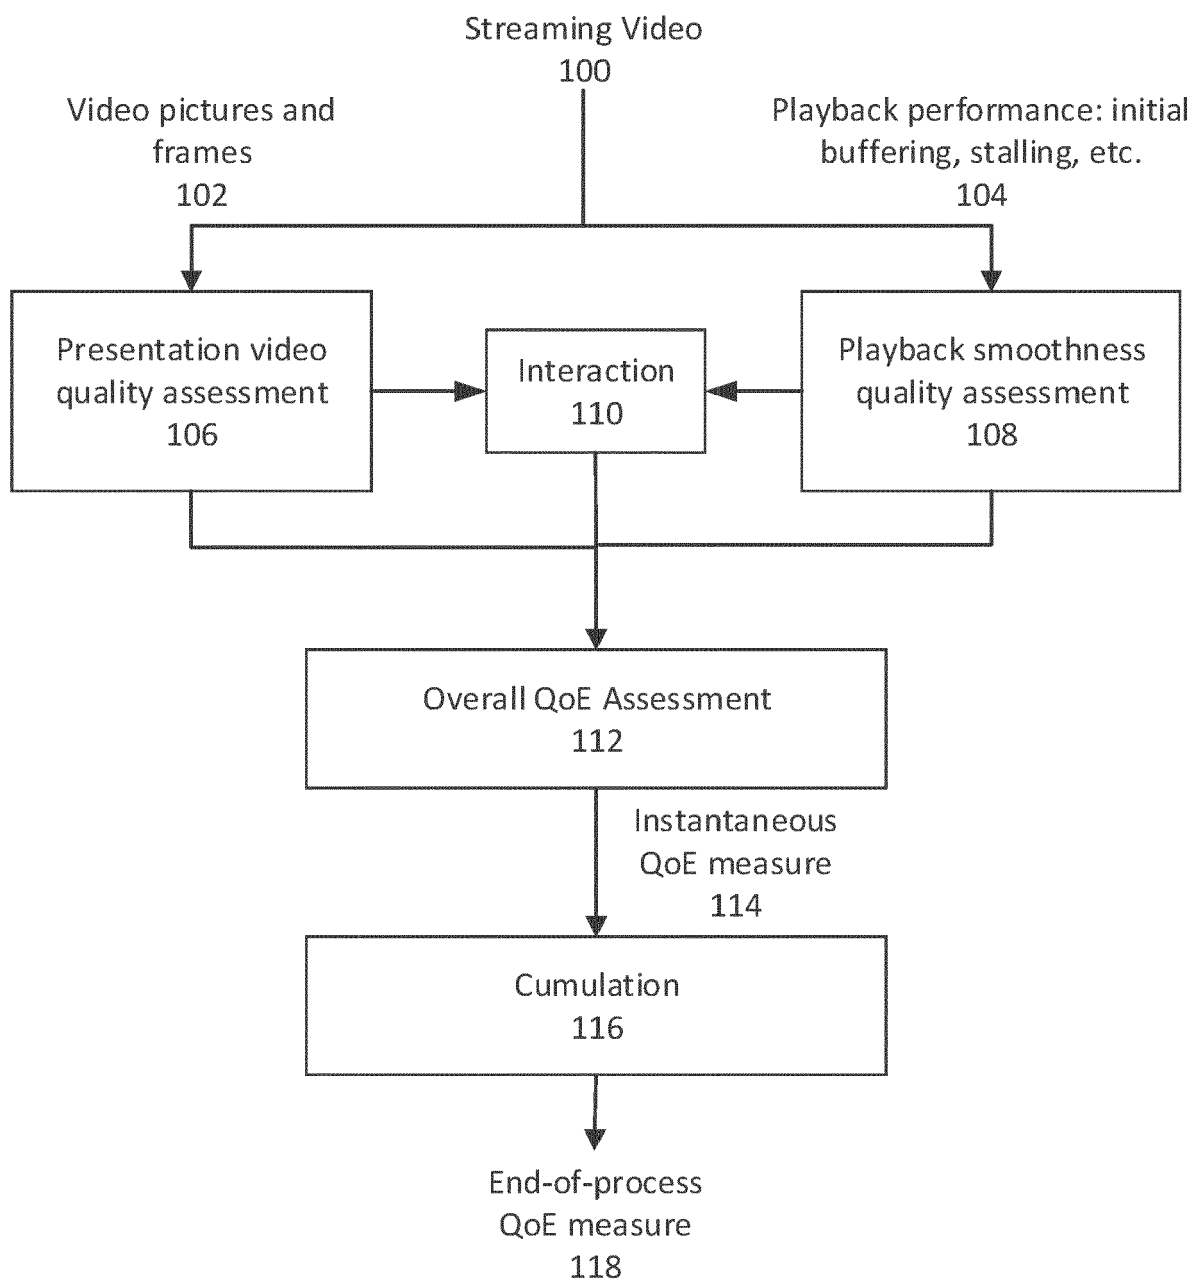 Streaming Video
100
Video pictures and
frames
102
Playback performance: initial
buffering, stalling, etc.
104
Presentation video
quality assessment
106
Interaction
110
Playback smoothness
quality assessment
108
Overall QoE Assessment
112
Instantaneous
QoE measure
114
Cumulation
116
End-of-process
QoE measure
118